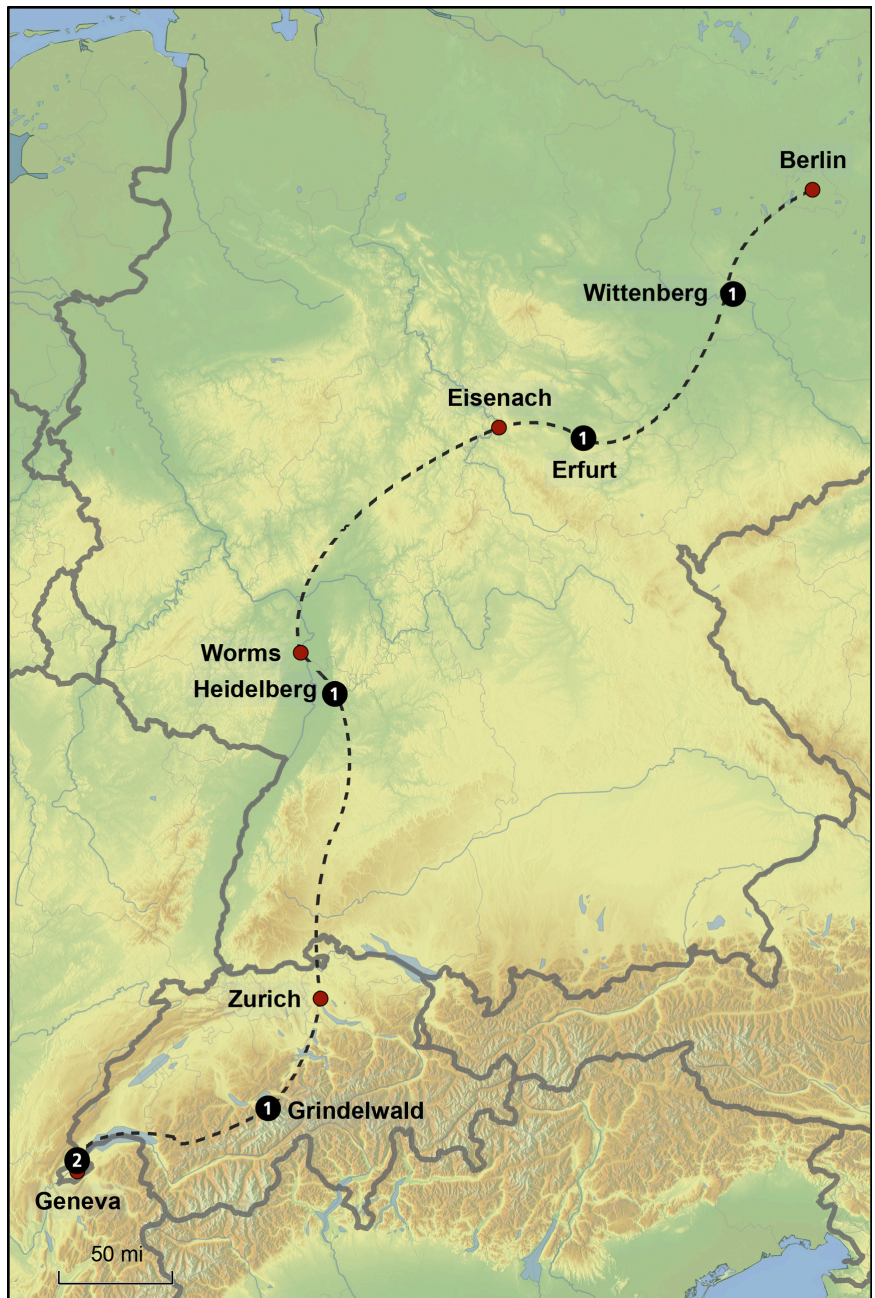 Berlin
Wittenberg 1
Eisenach
1
Erfurt
Worms
Heidelberg 1
Zurich
1 Grindelwald
2
Geneva
50 mi